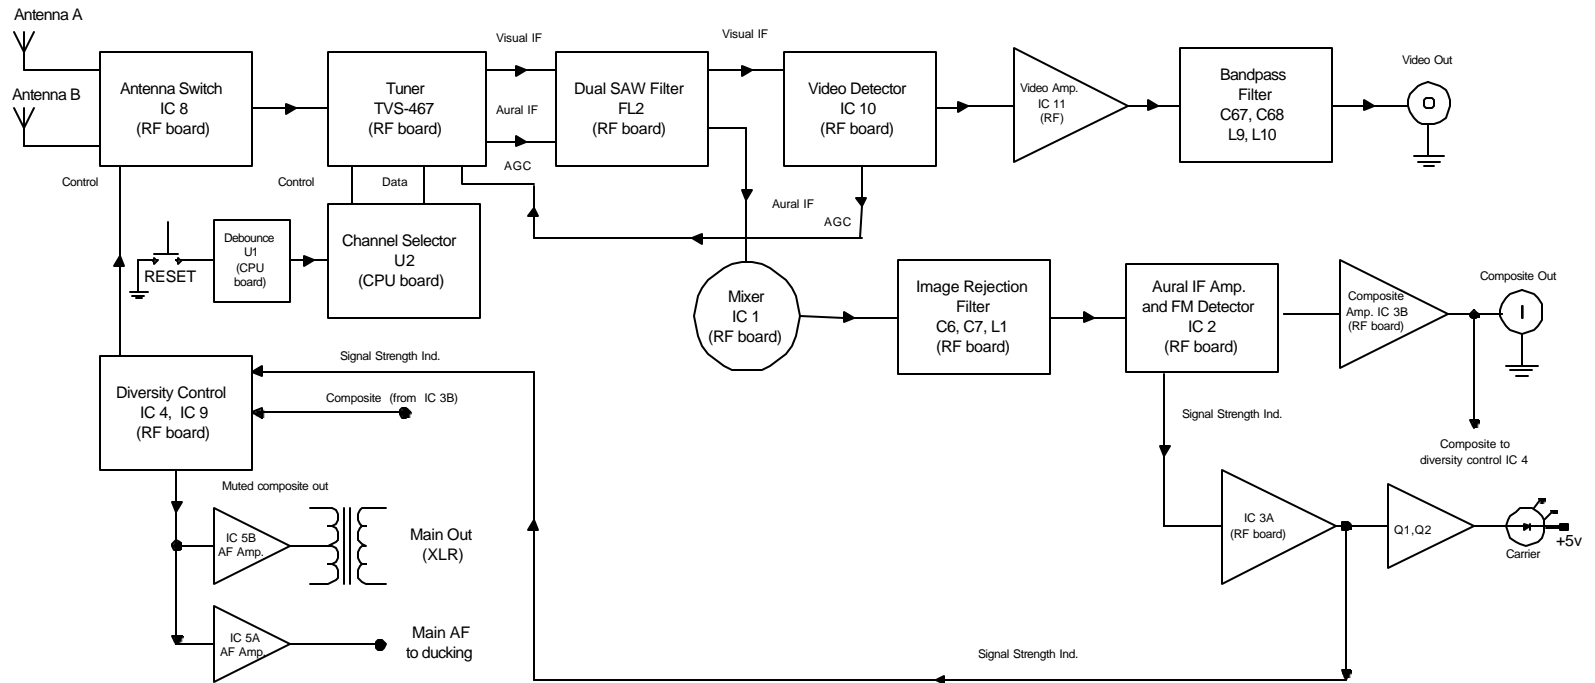 Antenna A
Antenna B
Antenna Switch
IC 8
(RF board)
Control
Tuner
TVS-467
(RF board)
Visual IF
Aural IF
AGC
Control
Data
Dual SAW Filter
FL2
(RF board)
Visual IF
Aural IF
AGC
Video Detector
IC 10
(RF board)
Video Amp.
IC 11
(RF)
Bandpass
Filter
C67, C68
L9, L10
Video Out
O
RESET
Debounce
U1
(CPU
board)
Channel Selector
U2
(CPU board)
Mixer
IC 1
(RF board)
Image Rejection
Filter
C6, C7, L1
(RF board)
Aural IF Amp.
and FM Detector
IC 2
(RF board)
Composite
Amp. IC 3B
(RF board)
Composite Out
I
Signal Strength Ind.
Composite (from IC 3B)
Diversity Control
IC 4, IC 9
(RF board)
Signal Strength Ind.
Composite to
diversity control IC 4
Muted composite out
IC 5B
AF Amp.
Main Out
(XLR)
IC 3A
(RF board)
Q1,Q2
Carrier
+5v
IC 5A
AF Amp.
Main AF
to ducking
Signal Strength Ind.